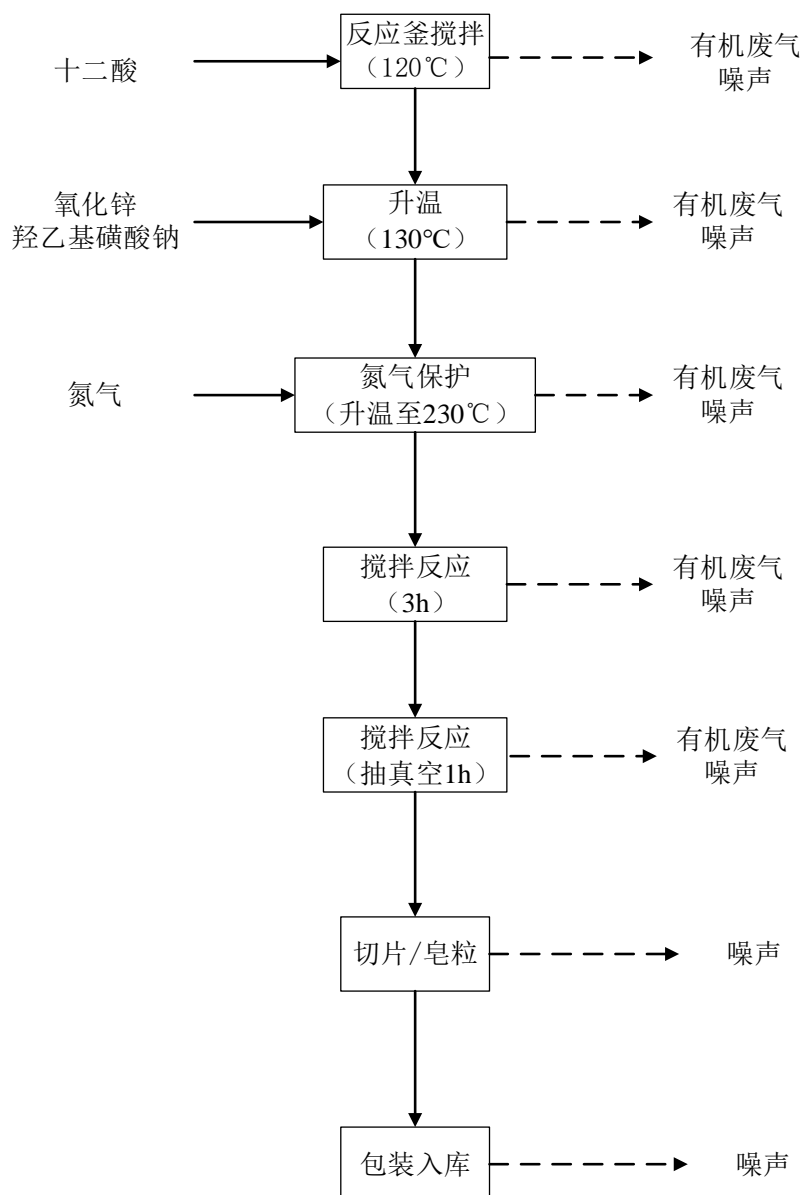 反应釜搅拌
（120℃）
十二酸
有机废气
噪声
氧化锌
羟乙基磺酸钠
升温
（130℃）
有机废气
噪声
氮气
氮气保护
（升温至230℃）
有机废气
噪声
搅拌反应
（3h）
有机废气
噪声
搅拌反应
（抽真空1h）
有机废气
噪声
切片/皂粒
噪声
包装入库
噪声